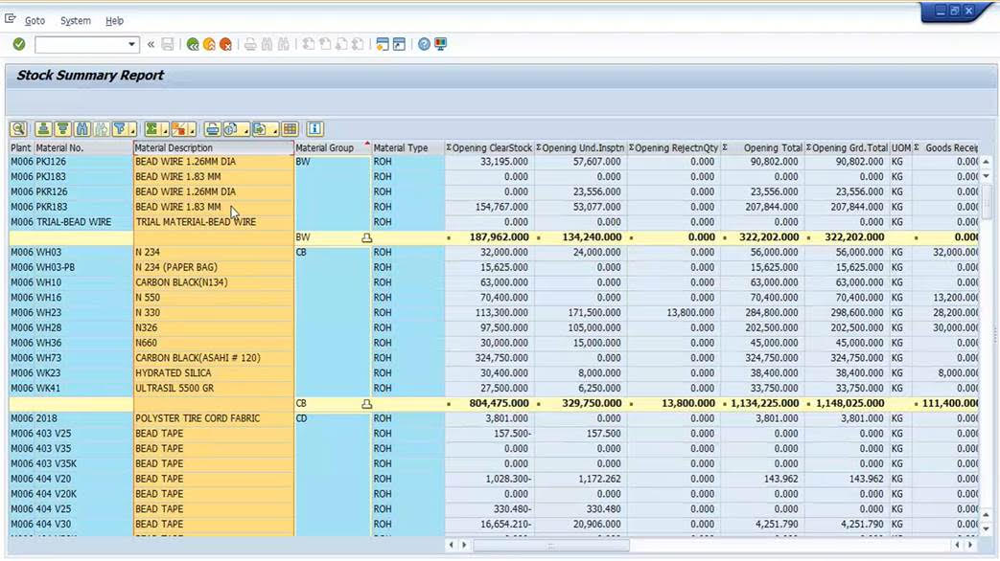 Goto System Help
Stock Summary Report
Plant Material No. Material Description Material Group Material Type Σ Opening ClearStock Σ Opening Und.Insptn Σ Opening RejectnQty Σ Opening Total Σ Opening Grd.Total UOM Σ Goods Receip
M006 PKJ126 BEAD WIRE 1.26MM DIA BW ROH 33,195.000 57,607.000 0.000 90,802.000 90,802.000 KG 0.000
M006 PKJ183 BEAD WIRE 1.83 MM ROH 0.000 0.000 0.000 0.000 0.000 KG 0.000
M006 PKR126 BEAD WIRE 1.26MM DIA ROH 0.000 23,556.000 0.000 23,556.000 23,556.000 KG 0.000
M006 PKR183 BEAD WIRE 1.83 MM ROH 154,767.000 53,077.000 0.000 207,844.000 207,844.000 KG 0.000
M006 TRIAL-BEAD WIRE TRIAL MATERIAL-BEAD WIRE ROH 0.000 0.000 0.000 0.000 0.000 KG 0.000
BW 187,962.000 134,240.000 0.000 322,202.000 322,202.000 0.000
M006 WH03 N 234 CB ROH 32,000.000 24,000.000 0.000 56,000.000 56,000.000 KG 32,000.000
M006 WH03-PB N 234 (PAPER BAG) ROH 15,625.000 0.000 0.000 15,625.000 15,625.000 KG 0.000
M006 WH10 CARBON BLACK(N134) ROH 63,000.000 0.000 0.000 63,000.000 63,000.000 KG 0.000
M006 WH16 N 550 ROH 70,400.000 0.000 0.000 70,400.000 70,400.000 KG 13,200.000
M006 WH23 N 330 ROH 113,300.000 171,500.000 13,800.000 284,800.000 298,600.000 KG 28,200.000
M006 WH28 N326 ROH 97,500.000 105,000.000 0.000 202,500.000 202,500.000 KG 30,000.000
M006 WH36 N660 ROH 30,000.000 15,000.000 0.000 45,000.000 45,000.000 KG 0.000
M006 WH73 CARBON BLACK(ASAHI # 120) ROH 324,750.000 0.000 0.000 324,750.000 324,750.000 KG 0.000
M006 WK23 HYDRATED SILICA ROH 30,400.000 8,000.000 0.000 38,400.000 38,400.000 KG 8,000.000
M006 WK41 ULTRASIL 5500 GR ROH 27,500.000 6,250.000 0.000 33,750.000 33,750.000 KG 0.000
CB 804,475.000 329,750.000 13,800.000 1,134,225.000 1,148,025.000 111,400.000
M006 2018 POLYSTER TIRE CORD FABRIC CD ROH 3,801.000 0.000 0.000 3,801.000 3,801.000 KG 0.000
M006 403 V25 BEAD TAPE ROH 157.500- 157.500 0.000 0.000 0.000 KG 0.000
M006 403 V35 BEAD TAPE ROH 0.000 0.000 0.000 0.000 0.000 KG 0.000
M006 403 V35K BEAD TAPE ROH 0.000 0.000 0.000 0.000 0.000 KG 0.000
M006 404 V20 BEAD TAPE ROH 1,028.300- 1,172.262 0.000 143.962 143.962 KG 0.000
M006 404 V20K BEAD TAPE ROH 0.000 0.000 0.000 0.000 0.000 KG 0.000
M006 404 V25 BEAD TAPE ROH 330.480- 330.480 0.000 0.000 0.000 KG 0.000
M006 404 V30 BEAD TAPE ROH 16,654.210- 20,906.000 0.000 4,251.790 4,251.790 KG 0.000